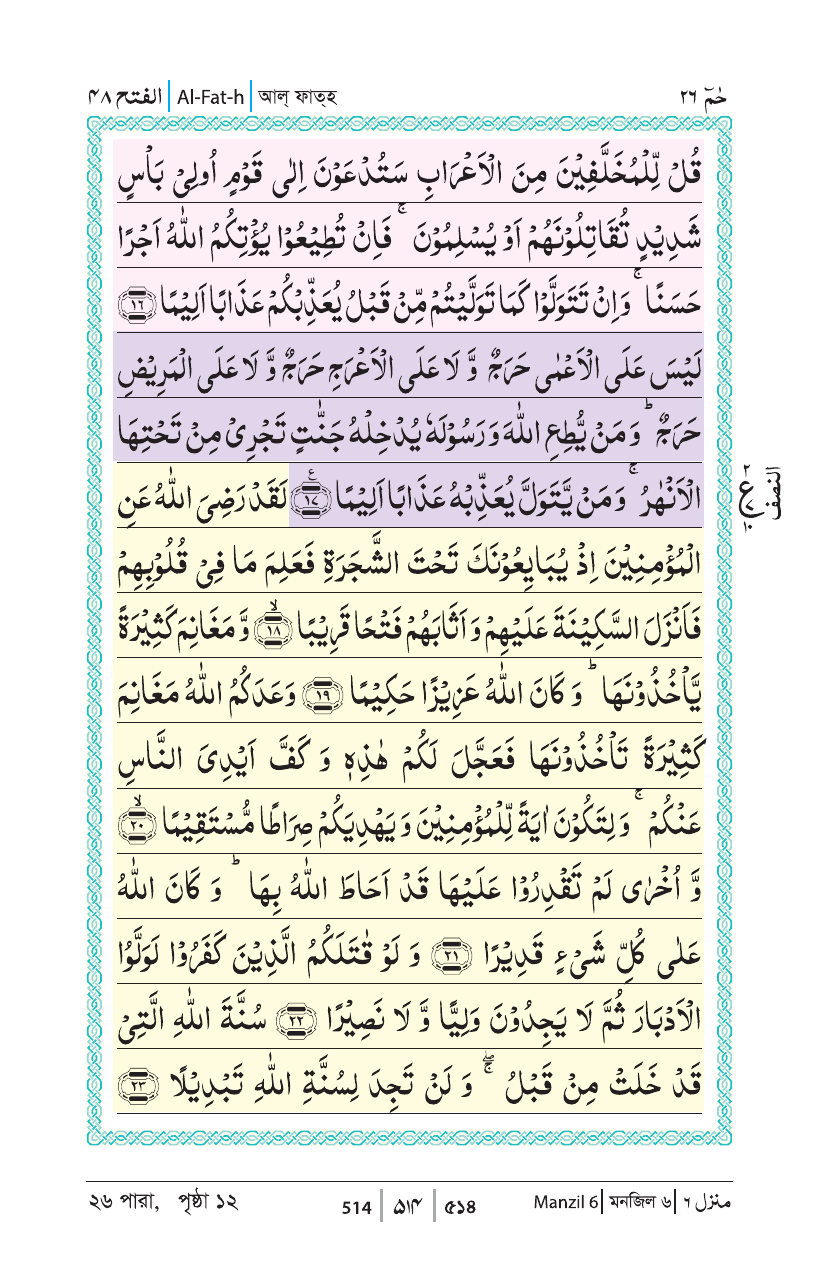 الفتح ٤٨ | Al-Fat-h | আল্ ফাত্হ
حٰمٓ ٢٦
قُلْ لِّلْمُخَلَّفِيْنَ مِنَ الْاَعْرَابِ سَتُدْعَوْنَ اِلٰى قَوْمٍ اُولِيْ بَاْسٍ
شَدِيْدٍ تُقَاتِلُوْنَهُمْ اَوْ يُسْلِمُوْنَ ۚ فَاِنْ تُطِيْعُوْا يُؤْتِكُمُ اللّٰهُ اَجْرًا
حَسَنًا ۚ وَاِنْ تَتَوَلَّوْا كَمَا تَوَلَّيْتُمْ مِّنْ قَبْلُ يُعَذِّبْكُمْ عَذَابًا اَلِيْمًا ١٦
لَيْسَ عَلَى الْاَعْمٰى حَرَجٌ وَّ لَا عَلَى الْاَعْرَجِ حَرَجٌ وَّ لَا عَلَى الْمَرِيْضِ
حَرَجٌ ؕ وَ مَنْ يُّطِعِ اللّٰهَ وَ رَسُوْلَهٗ يُدْخِلْهُ جَنّٰتٍ تَجْرِيْ مِنْ تَحْتِهَا
الْاَنْهٰرُ ۚ وَ مَنْ يَّتَوَلَّ يُعَذِّبْهُ عَذَابًا اَلِيْمًا ١٧ ع لَقَدْ رَضِيَ اللّٰهُ عَنِ
٢ ع ١٠ النصف
الْمُؤْمِنِيْنَ اِذْ يُبَايِعُوْنَكَ تَحْتَ الشَّجَرَةِ فَعَلِمَ مَا فِيْ قُلُوْبِهِمْ
فَاَنْزَلَ السَّكِيْنَةَ عَلَيْهِمْ وَ اَثَابَهُمْ فَتْحًا قَرِيْبًا ۙ١٨ وَّ مَغَانِمَ كَثِيْرَةً
يَّاْخُذُوْنَهَا ؕ وَ كَانَ اللّٰهُ عَزِيْزًا حَكِيْمًا ١٩ وَعَدَكُمُ اللّٰهُ مَغَانِمَ
كَثِيْرَةً تَاْخُذُوْنَهَا فَعَجَّلَ لَكُمْ هٰذِهٖ وَ كَفَّ اَيْدِيَ النَّاسِ
عَنْكُمْ ۚ وَ لِتَكُوْنَ اٰيَةً لِّلْمُؤْمِنِيْنَ وَ يَهْدِيَكُمْ صِرَاطًا مُّسْتَقِيْمًا ۙ٢٠
وَّ اُخْرٰى لَمْ تَقْدِرُوْا عَلَيْهَا قَدْ اَحَاطَ اللّٰهُ بِهَا ؕ وَ كَانَ اللّٰهُ
عَلٰى كُلِّ شَيْءٍ قَدِيْرًا ٢١ وَ لَوْ قٰتَلَكُمُ الَّذِيْنَ كَفَرُوْا لَوَلَّوُا
الْاَدْبَارَ ثُمَّ لَا يَجِدُوْنَ وَلِيًّا وَّ لَا نَصِيْرًا ٢٢ سُنَّةَ اللّٰهِ الَّتِيْ
قَدْ خَلَتْ مِنْ قَبْلُ ۖۚ وَ لَنْ تَجِدَ لِسُنَّةِ اللّٰهِ تَبْدِيْلًا ٢٣
২৬ পারা, পৃষ্ঠা ১২
514 | ٥١٤ | ৫১৪
Manzil 6 | মনজিল ৬ | منزل ٦